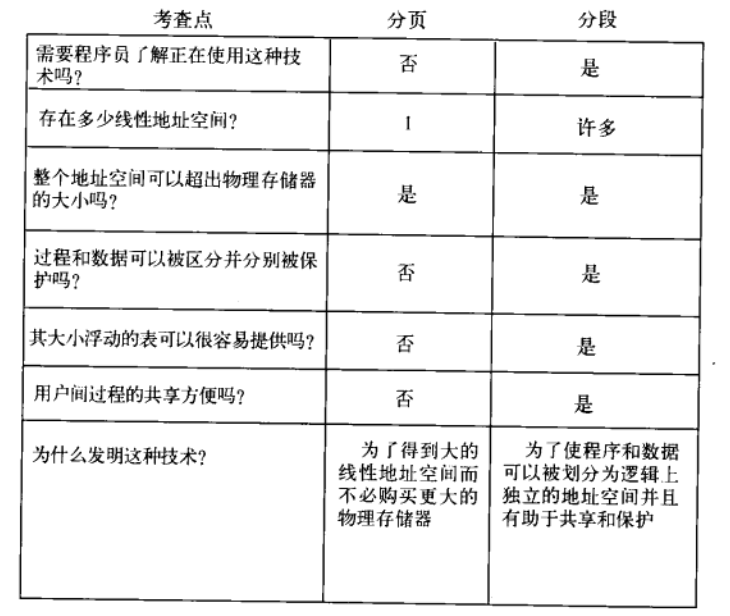 考查点 分页 分段
需要程序员了解正在使用这种技
术吗?
否 是
存在多少线性地址空间? 1 许多
整个地址空间可以超出物理存储器
的大小吗?
是 是
过程和数据可以被区分并分别被保
护吗?
否 是
其大小浮动的表可以很容易提供吗? 否 是
用户间过程的共享方便吗? 否 是
为什么发明这种技术?
为了得到大的
线性地址空间而
不必购买更大的
物理存储器
为了使程序和数据
可以被划分为逻辑上
独立的地址空间并且
有助于共享和保护